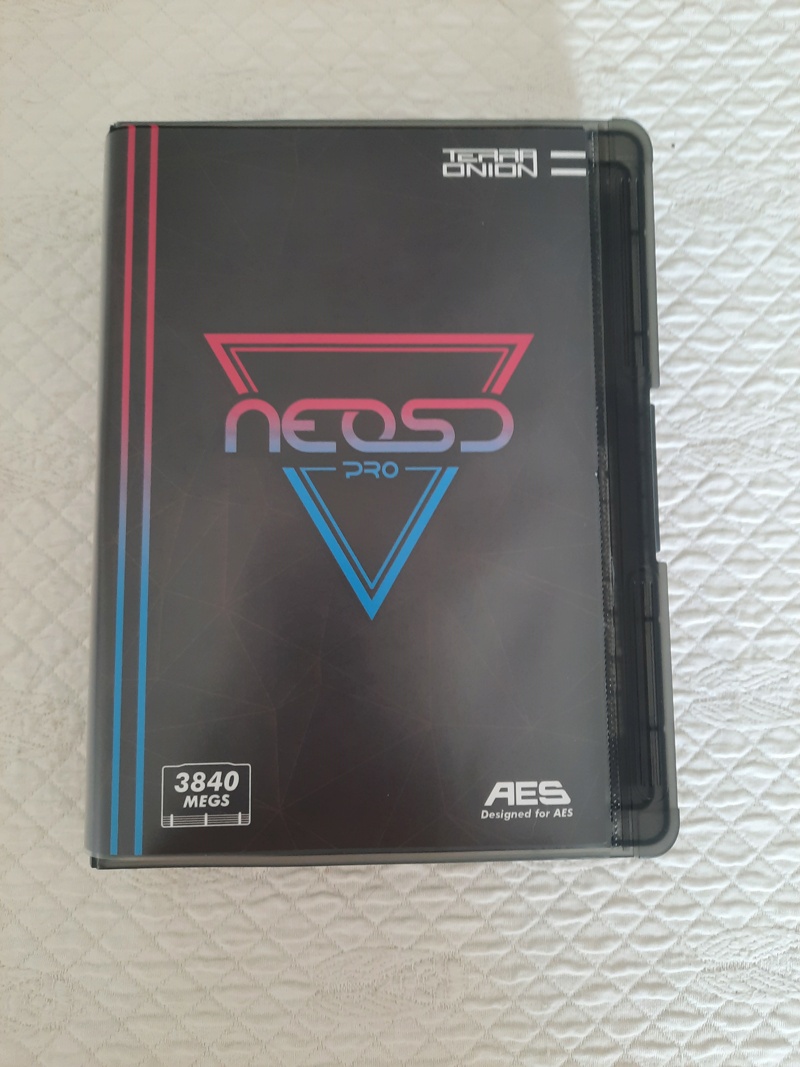 TERRA
ONION
NEOSD
PRO
3840
MEGS
AES
Designed for AES